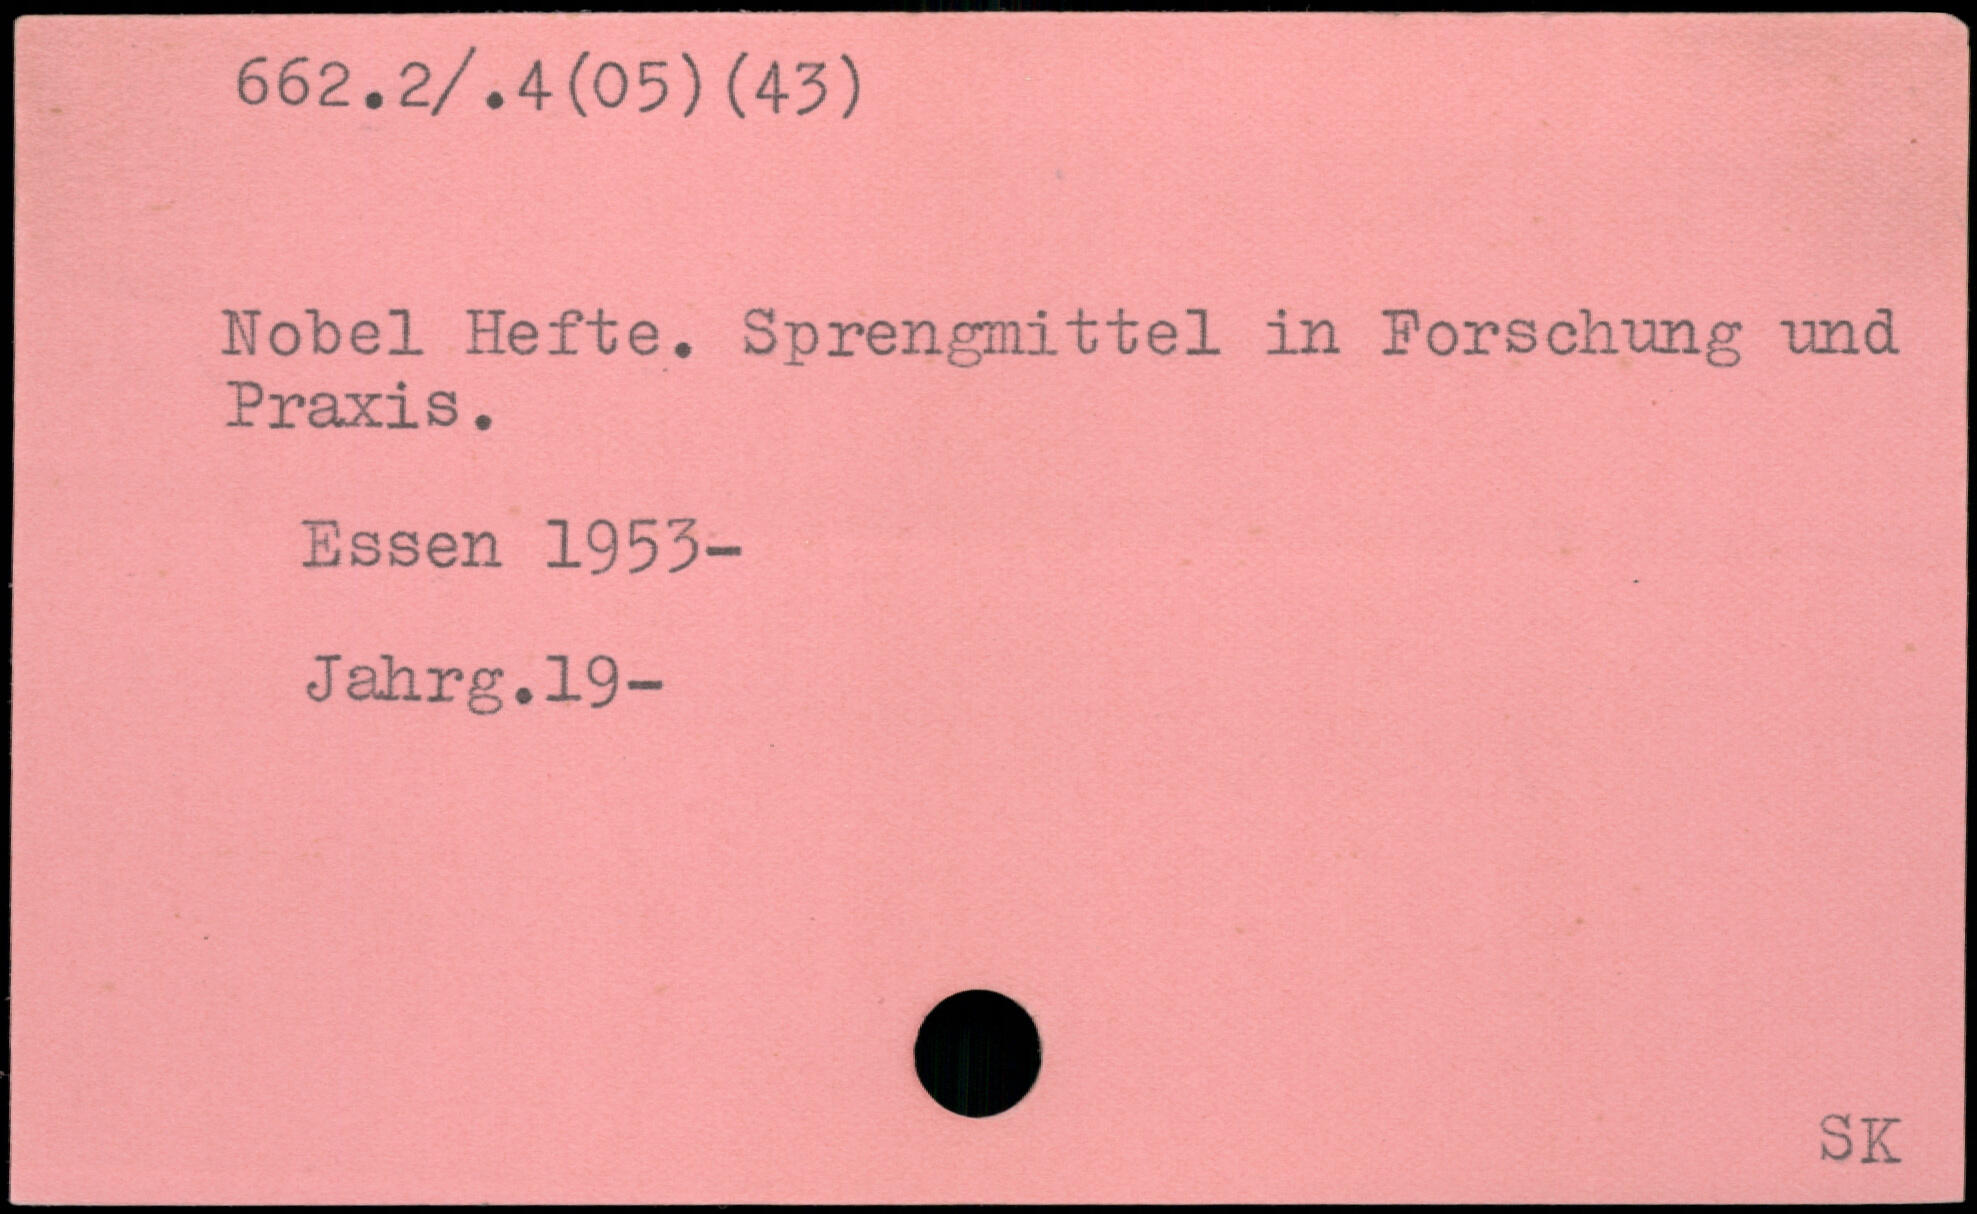 662.2/.4(05)(43)
Nobel Hefte. Sprengmittel in Forschung und
Praxis.
Essen 1953-
Jahrg.19-
SK